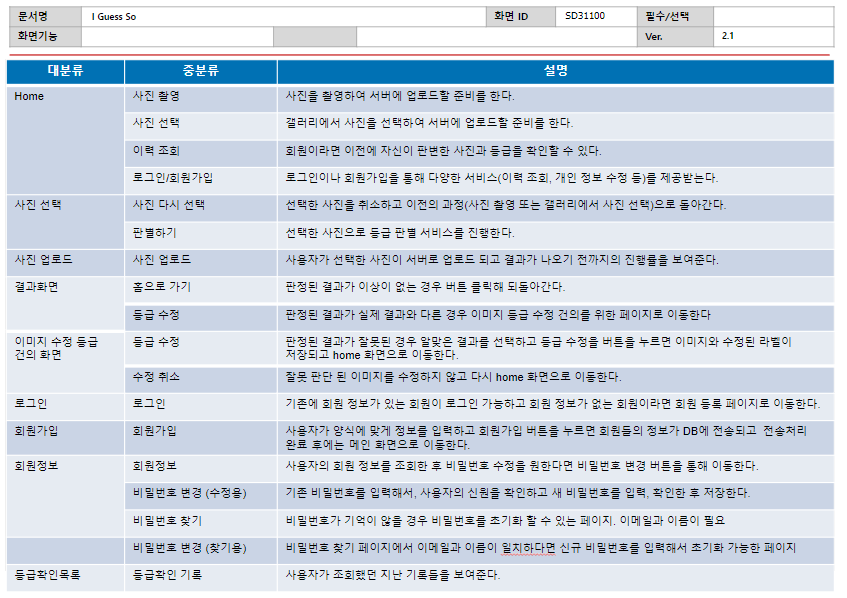 문서명 I Guess So 화면 ID SD31100 필수/선택
화면기능 Ver. 2.1
대분류 중분류 설명
Home 사진 촬영 사진을 촬영하여 서버에 업로드할 준비를 한다.
사진 선택 갤러리에서 사진을 선택하여 서버에 업로드할 준비를 한다.
이력 조회 회원이라면 이전에 자신이 판변한 사진과 등급을 확인할 수 있다.
로그인/회원가입 로그인이나 회원가입을 통해 다양한 서비스(이력 조회, 개인 정보 수정 등)를 제공받는다.
사진 선택 사진 다시 선택 선택한 사진을 취소하고 이전의 과정(사진 촬영 또는 갤러리에서 사진 선택)으로 돌아간다.
판별하기 선택한 사진으로 등급 판별 서비스를 진행한다.
사진 업로드 사진 업로드 사용자가 선택한 사진이 서버로 업로드 되고 결과가 나오기 전까지의 진행률을 보여준다.
결과화면 홈으로 가기 판정된 결과가 이상이 없는 경우 버튼 클릭해 되돌아간다.
등급 수정 판정된 결과가 실제 결과와 다른 경우 이미지 등급 수정 건의를 위한 페이지로 이동한다
이미지 수정 등급 건의 화면 등급 수정 판정된 결과가 잘못된 경우 알맞은 결과를 선택하고 등급 수정을 버튼을 누르면 이미지와 수정된 라벨이
저장되고 home 화면으로 이동한다.
수정 취소 잘못 판단 된 이미지를 수정하지 않고 다시 home 화면으로 이동한다.
로그인 로그인 기존에 회원 정보가 있는 회원이 로그인 가능하고 회원 정보가 없는 회원이라면 회원 등록 페이지로 이동한다.
회원가입 회원가입 사용자가 양식에 맞게 정보를 입력하고 회원가입 버튼을 누르면 회원들의 정보가 DB에 전송되고 전송처리
완료 후에는 메인 화면으로 이동한다.
회원정보 회원정보 사용자의 회원 정보를 조회한 후 비밀번호 수정을 원한다면 비밀번호 변경 버튼을 통해 이동한다.
비밀번호 변경 (수정용) 기존 비밀번호를 입력해서, 사용자의 신원을 확인하고 새 비밀번호를 입력, 확인한 후 저장한다.
비밀번호 찾기 비밀번호가 기억이 않을 경우 비밀번호를 초기화 할 수 있는 페이지. 이메일과 이름이 필요
비밀번호 변경 (찾기용) 비밀번호 찾기 페이지에서 이메일과 이름이 일치하다면 신규 비밀번호를 입력해서 초기화 가능한 페이지
등급확인목록 등급확인 기록 사용자가 조회했던 지난 기록들을 보여준다.